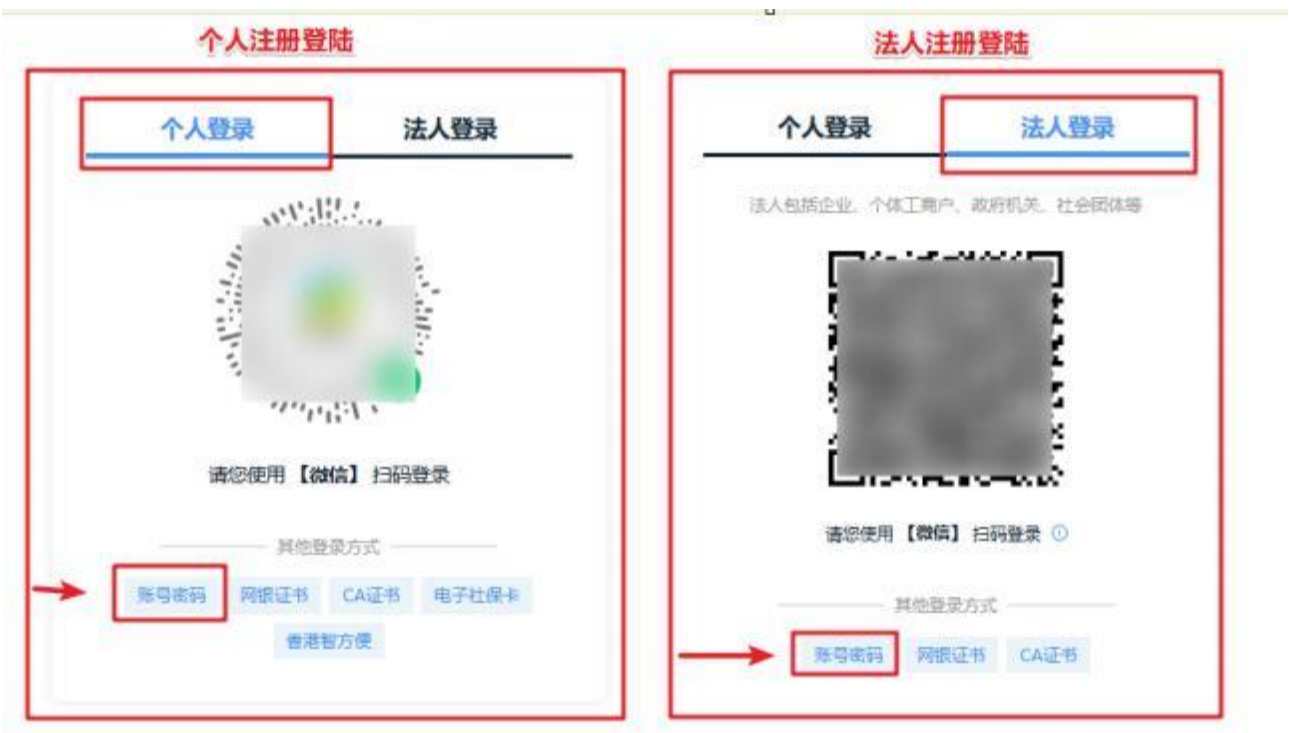 个人注册登陆
个人登录 法人登录
请您使用【微信】扫码登录
其他登录方式
账号密码 网银证书 CA证书 电子社保卡
香港智方便
法人注册登陆
个人登录 法人登录
法人包括企业、个体工商户、政府机关、社会团体等
请您使用【微信】扫码登录
其他登录方式
账号密码 网银证书 CA证书